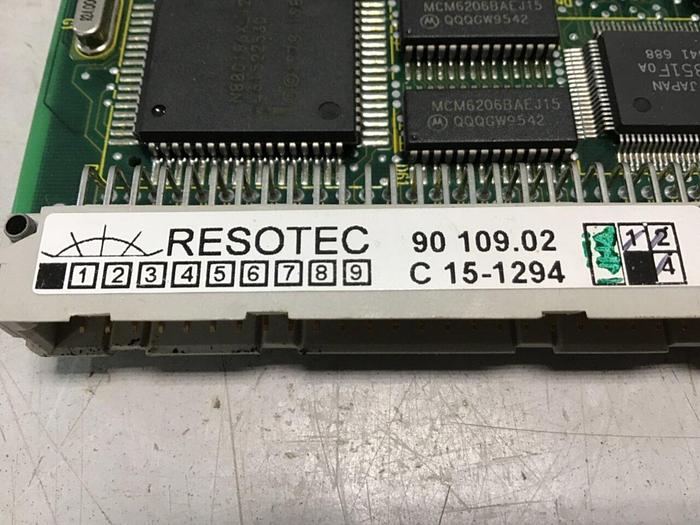 MCM6206BAEJ15
QQQGW9542
MCM6206BAEJ15
QQQGW9542
JAPAN
RESOTEC
90 109.02
C 15-1294
1 2 3 4 5 6 7 8 9
1 2
4